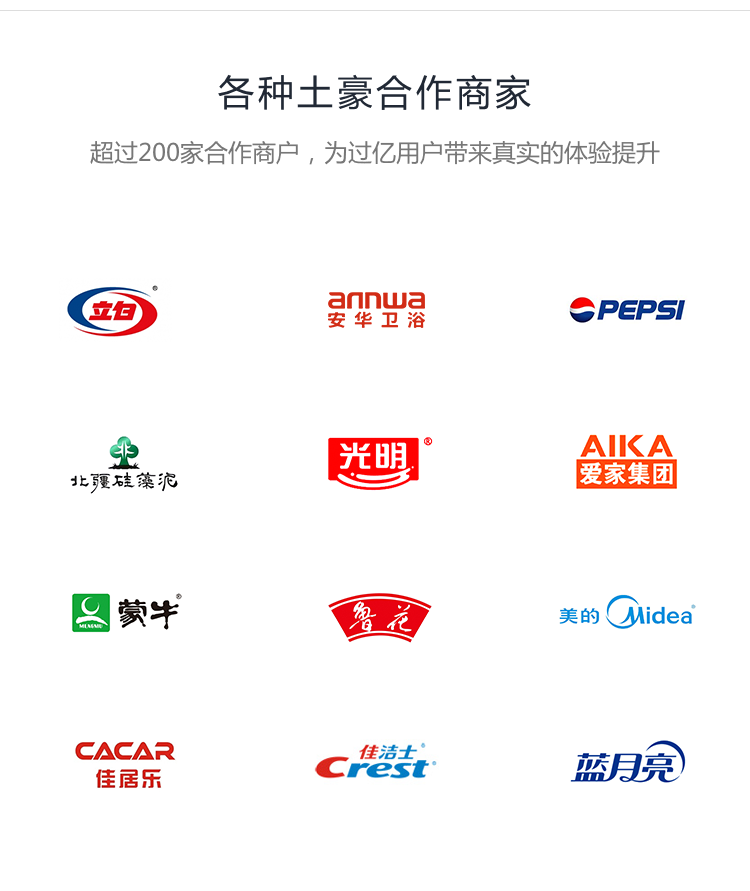 各种土豪合作商家
超过200家合作商户，为过亿用户带来真实的体验提升
立白®
annwa
安华卫浴
PEPSI
北疆硅藻泥
光明®
AIKA
爱家集团
MENGNIU
蒙牛®
鲁花
美的 Midea®
CACAR
佳居乐
佳洁士®
Crest®
蓝月亮